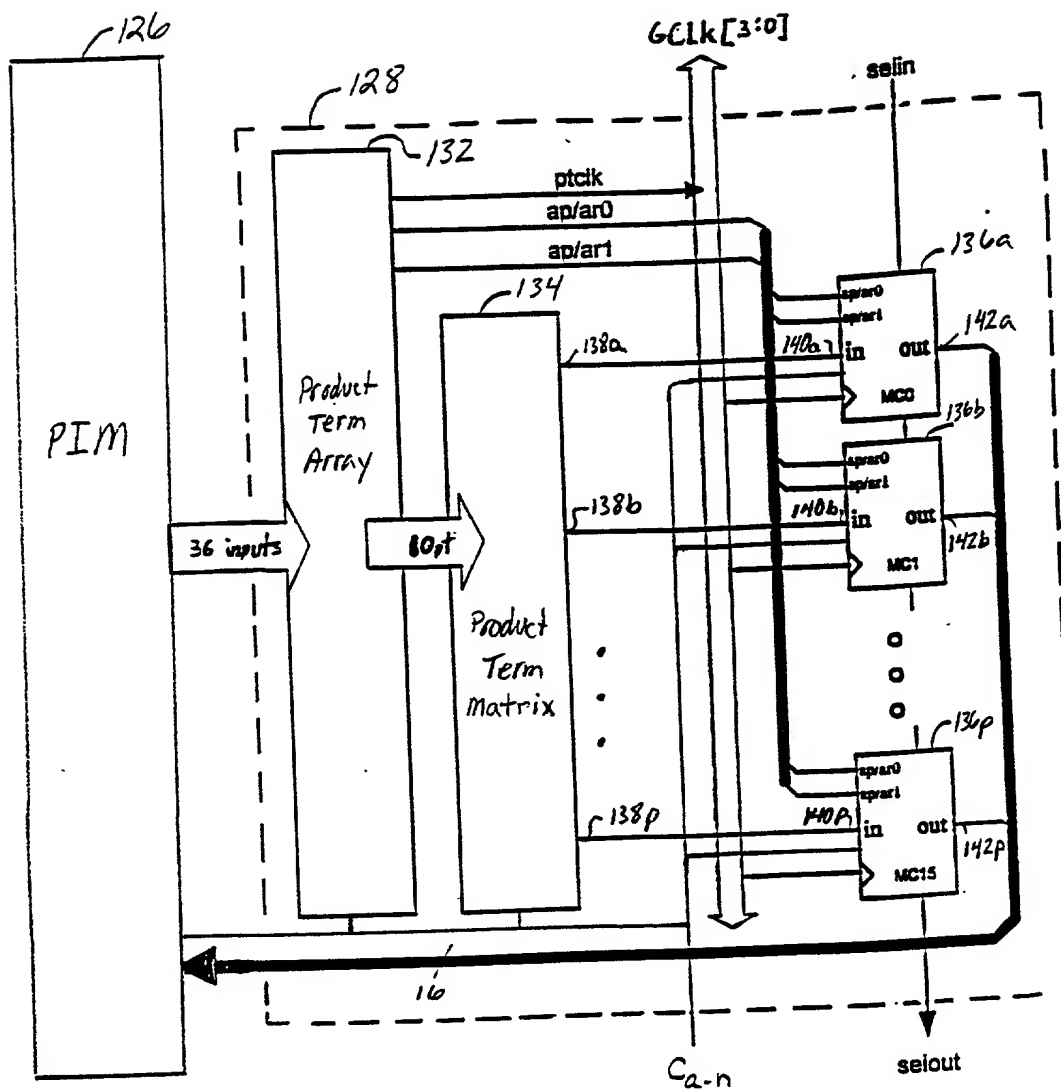 126
GCLK[3:0]
selin
128
132
ptclk
ap/ar0
ap/ar1
136a
134
ap/ar0
ap/ar1
142a
138a
140a
in
out
MC0
Product
Term
Array
136b
PIM
ap/ar0
ap/ar1
138b
140b
in
out
142b
MC1
36 inputs
80pt
Product
Term
Matrix
136p
ap/ar0
ap/ar1
138p
140p
in
out
142p
MC15
16
Ca-n
selout